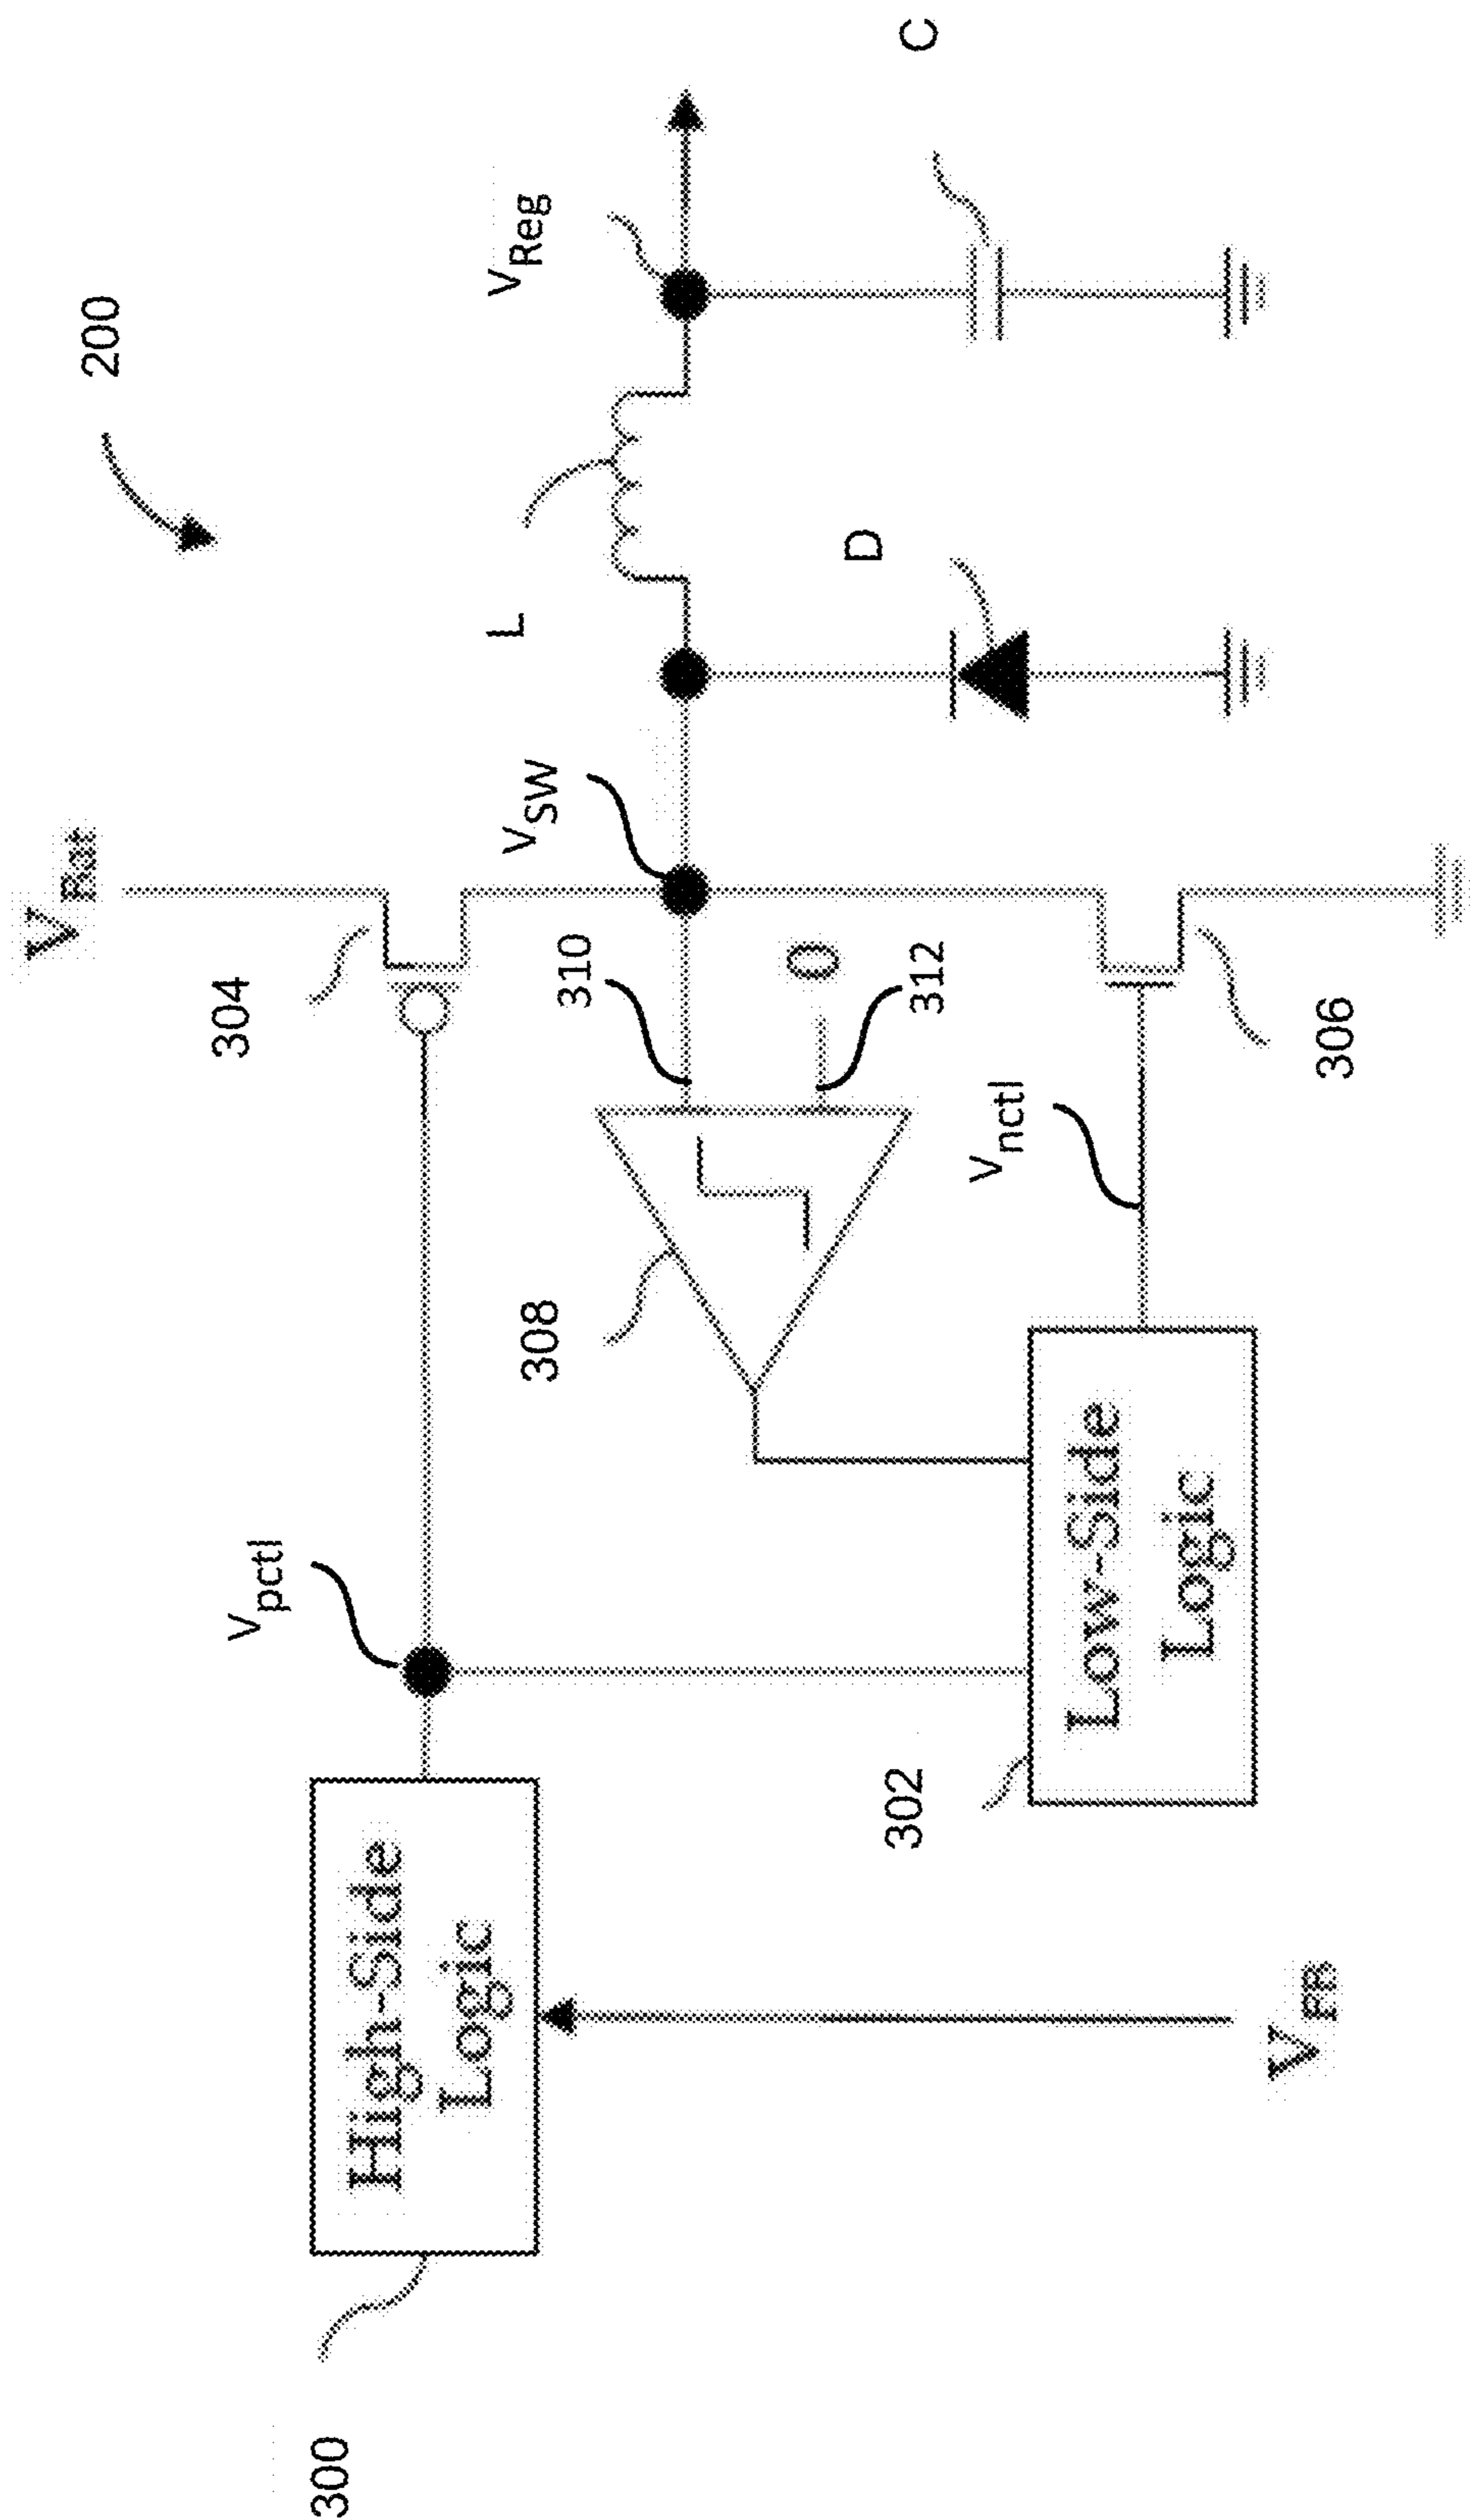 200
V_Bat
304
V_pctl
High-Side
Logic
300
V_SW
L
V_Reg
310
308
0
312
D
C
V_nctl
302
Low-Side
Logic
306
V_FB